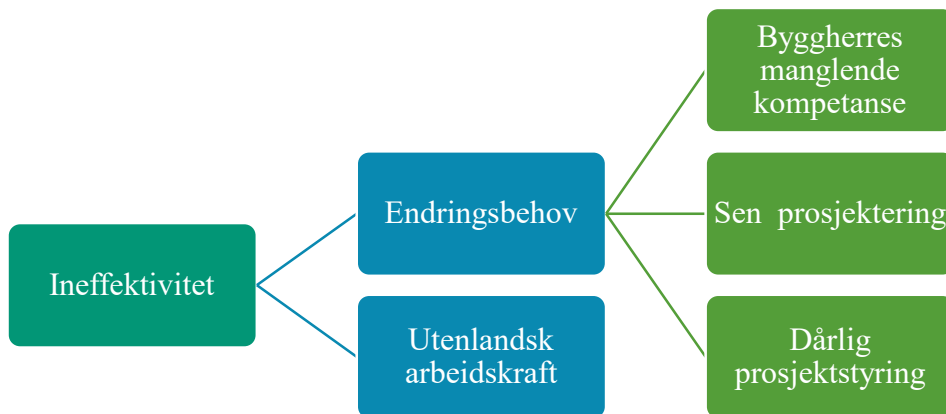 Ineffektivitet
Endringsbehov
Utenlandsk
arbeidskraft
Byggherres
manglende
kompetanse
Sen prosjektering
Dårlig
prosjektstyring